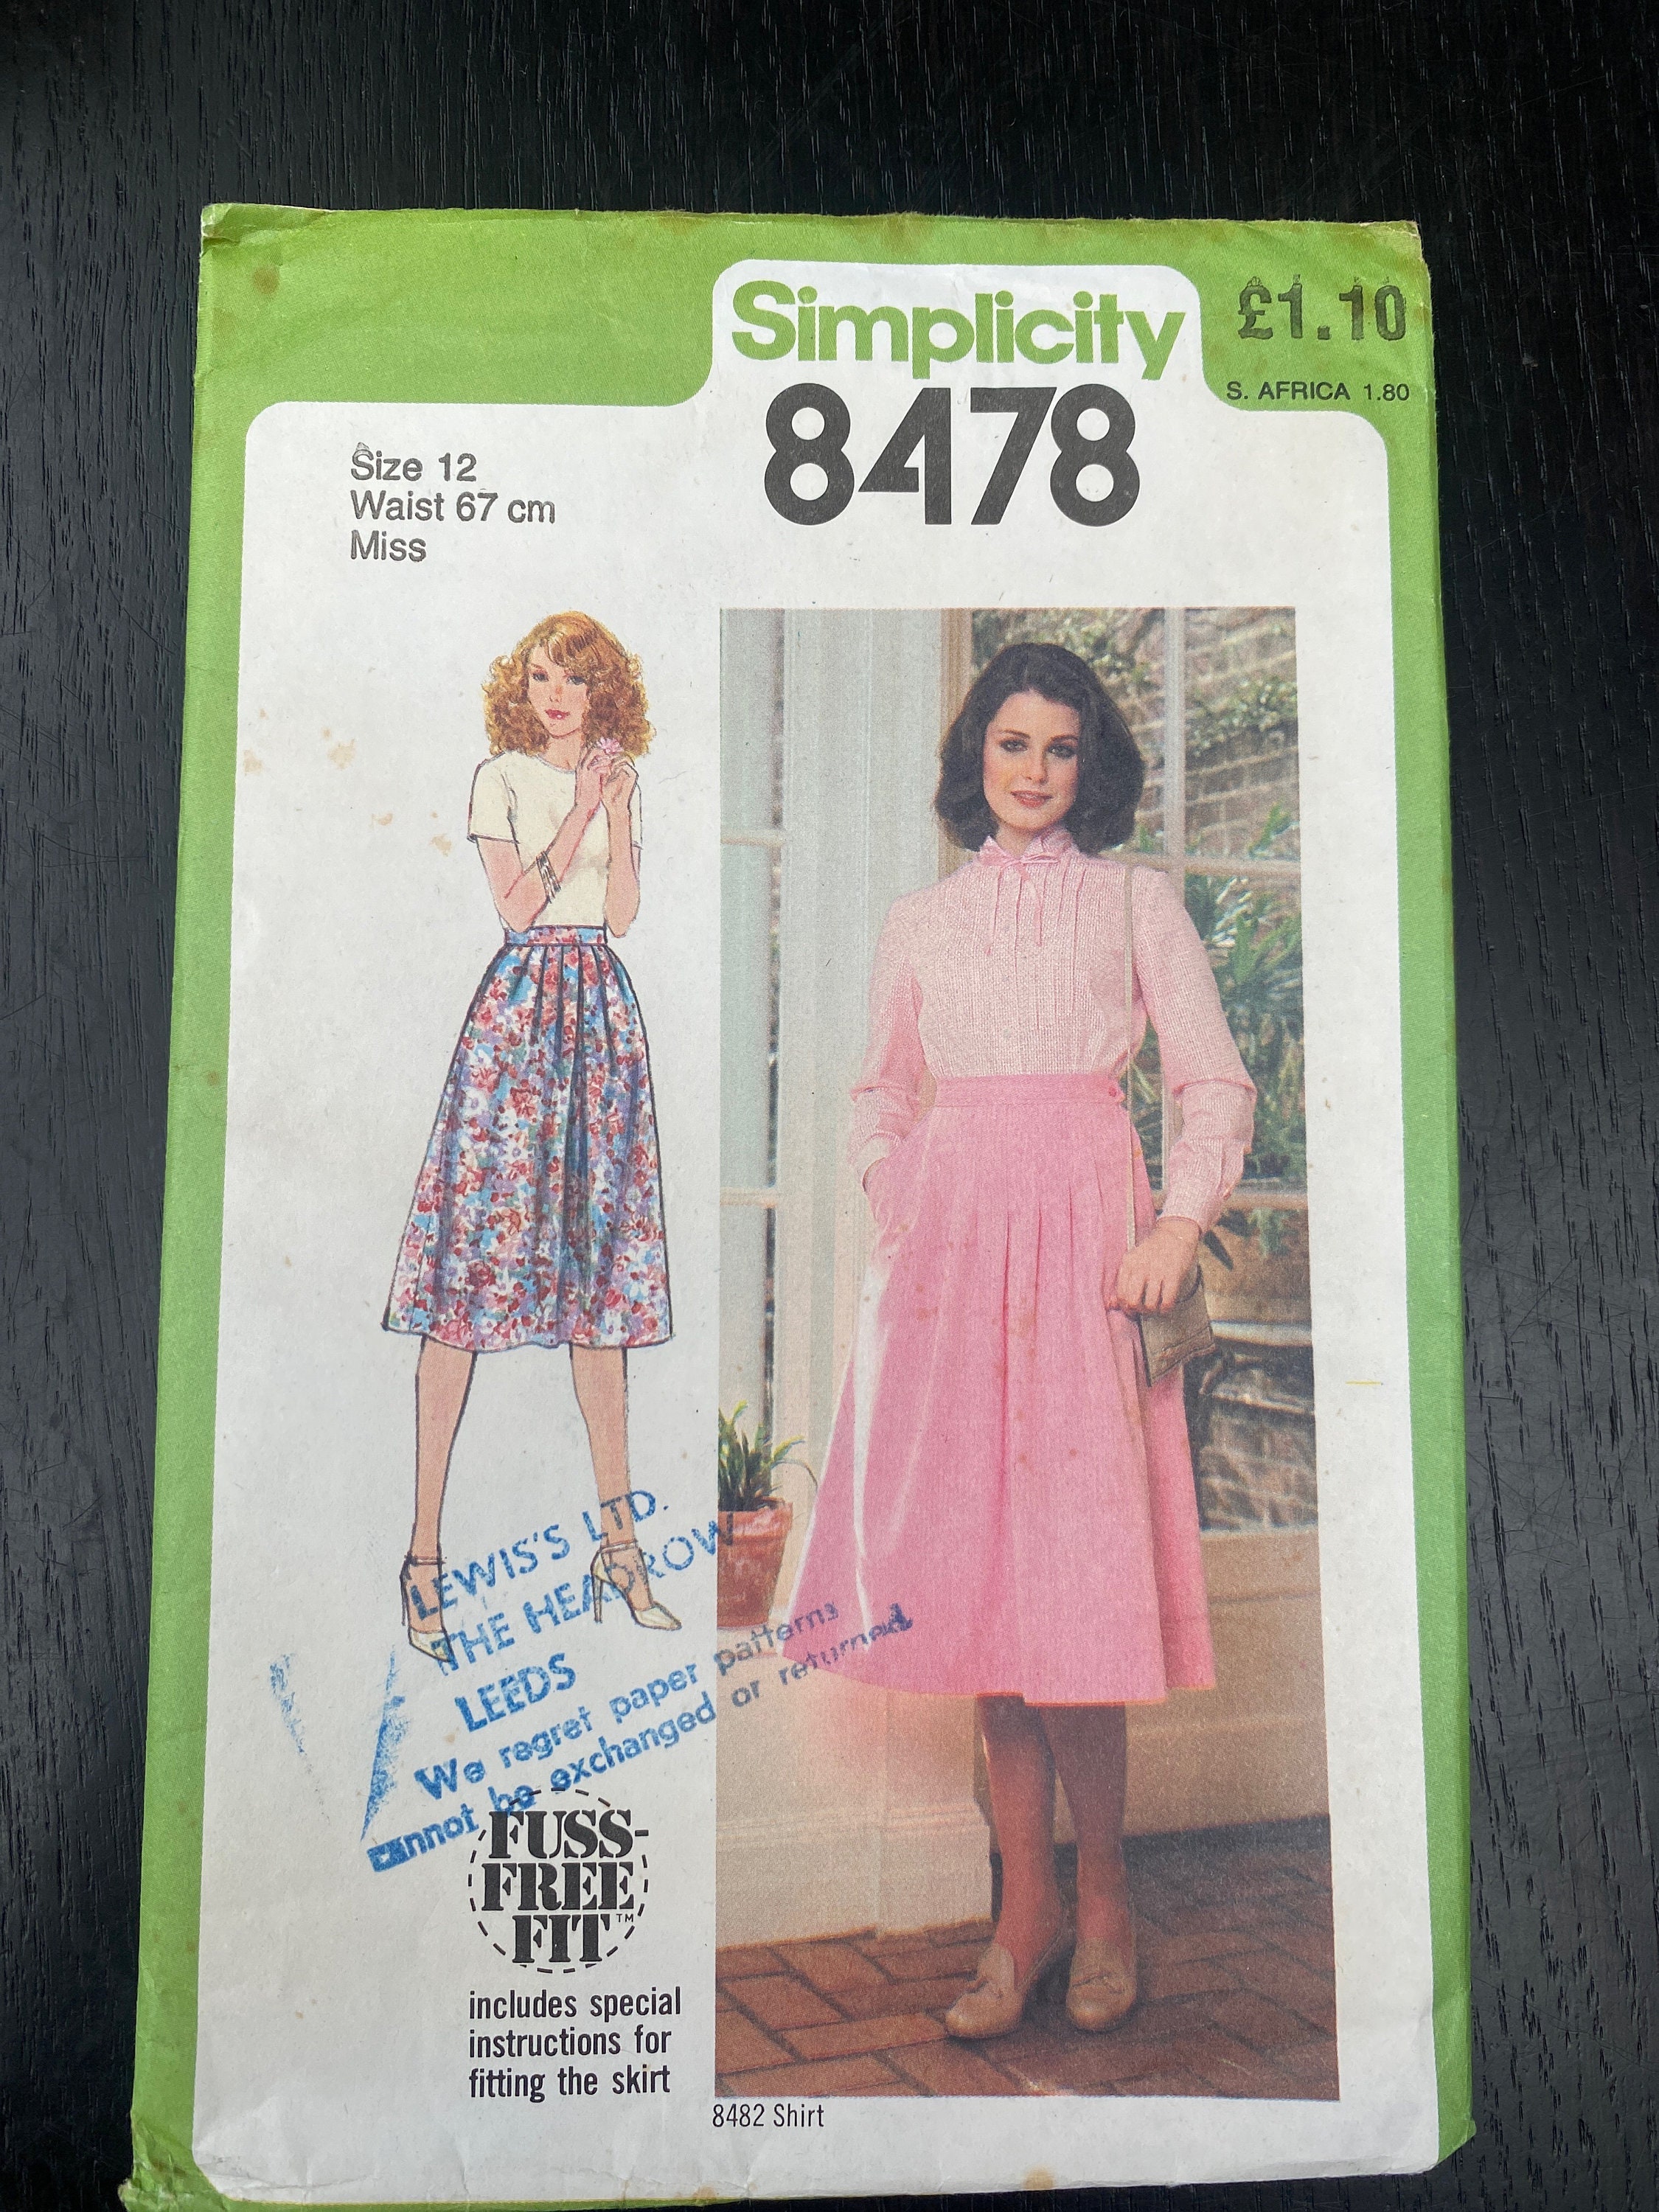 Simplicity
£1.10
8478
S. AFRICA 1.80
Size 12
Waist 67 cm
Miss
LEWIS'S LTD.
THE HEADROW
LEEDS
We regret paper patterns
cannot be exchanged or returned
FUSS-
FREE
FIT™
includes special
instructions for
fitting the skirt
8482 Shirt